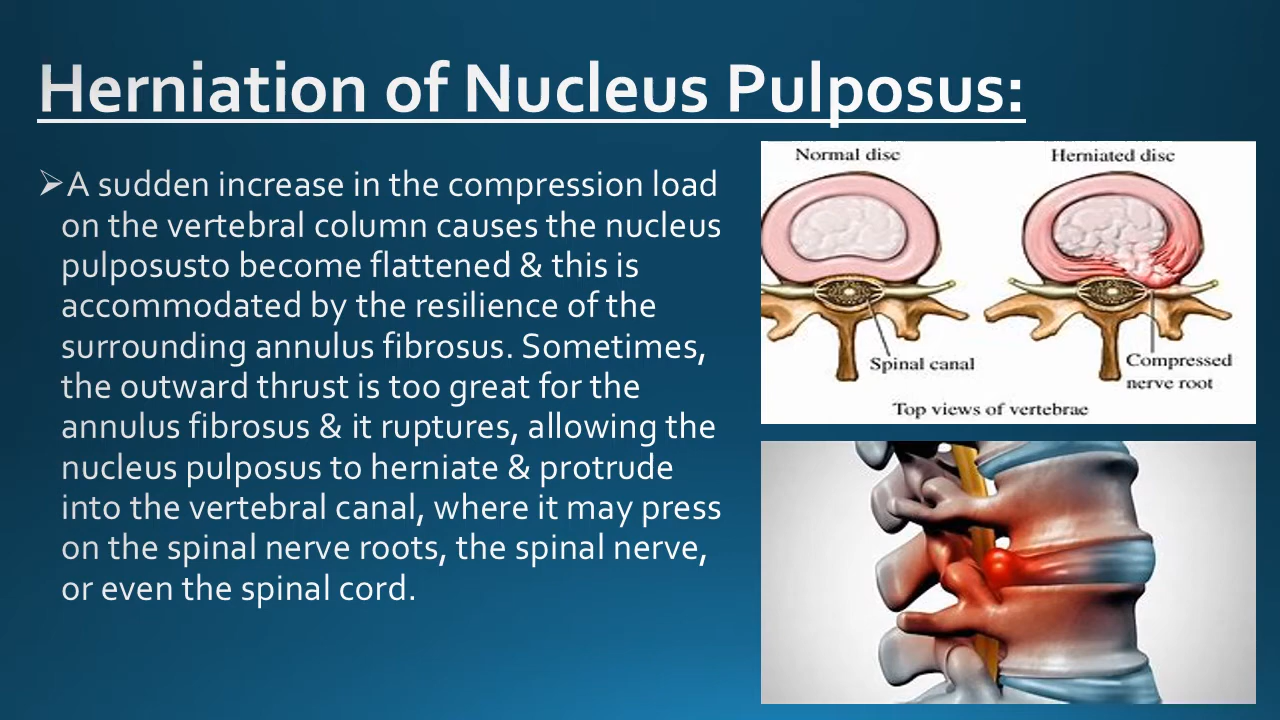 Herniation of Nucleus Pulposus:
➢A sudden increase in the compression load
on the vertebral column causes the nucleus
pulposusto become flattened & this is
accommodated by the resilience of the
surrounding annulus fibrosus. Sometimes,
the outward thrust is too great for the
annulus fibrosus & it ruptures, allowing the
nucleus pulposus to herniate & protrude
into the vertebral canal, where it may press
on the spinal nerve roots, the spinal nerve,
or even the spinal cord.
Normal disc
Herniated disc
Spinal canal
Compressed
nerve root
Top views of vertebrae